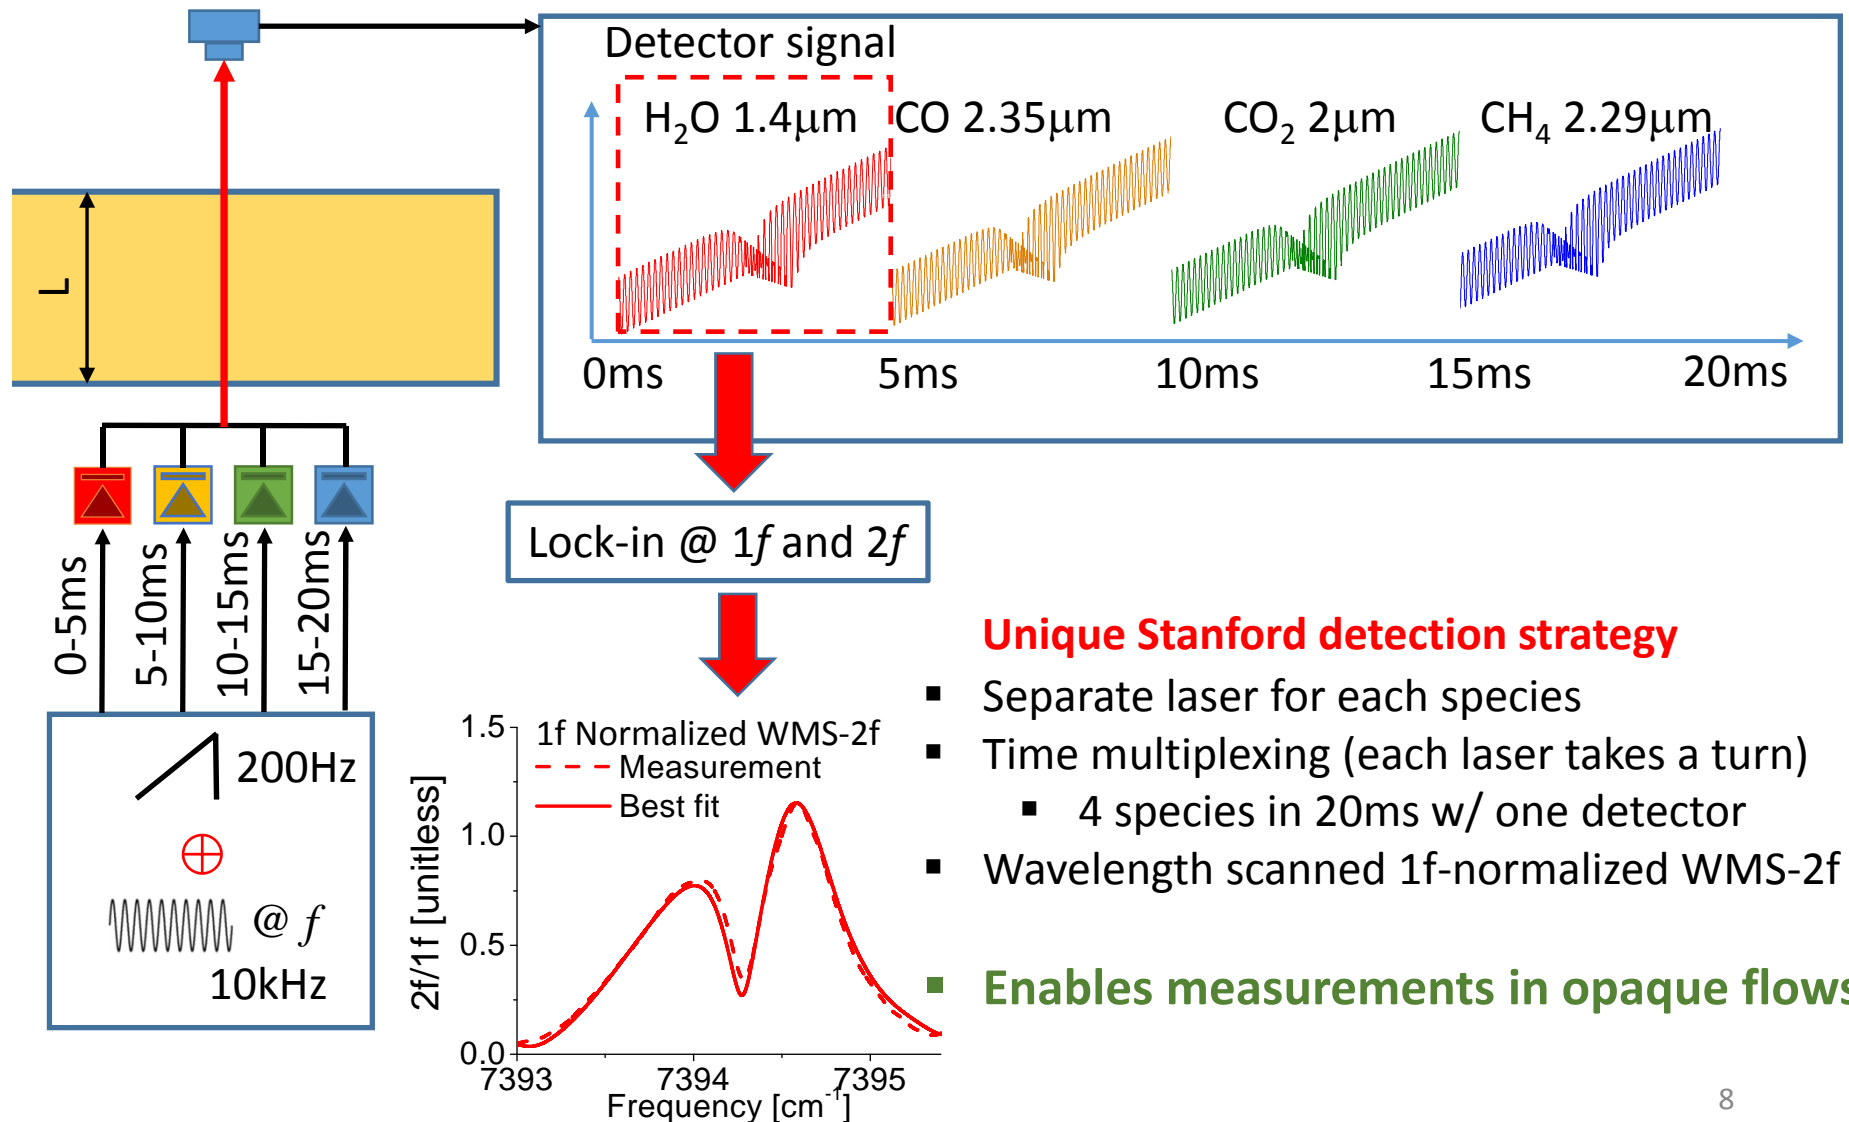 Detector signal
H₂O 1.4µm
CO 2.35µm
CO₂ 2µm
CH₄ 2.29µm
0ms
5ms
10ms
15ms
20ms
L
0-5ms
5-10ms
10-15ms
15-20ms
200Hz
@ f
10kHz
Lock-in @ 1f and 2f
1f Normalized WMS-2f
Measurement
Best fit
2f/1f [unitless]
1.5
1.0
0.5
0.0
7393
7394
7395
Frequency [cm⁻¹]
Unique Stanford detection strategy
▪ Separate laser for each species
▪ Time multiplexing (each laser takes a turn)
▪ 4 species in 20ms w/ one detector
▪ Wavelength scanned 1f-normalized WMS-2f
▪ Enables measurements in opaque flows
8